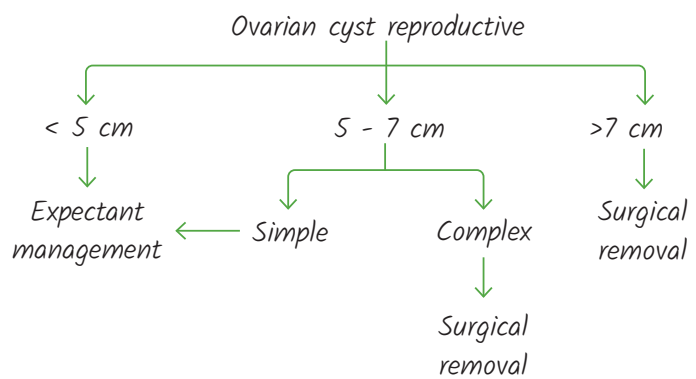 Ovarian cyst reproductive
< 5 cm
5 - 7 cm
>7 cm
Expectant
management
Simple
Complex
Surgical
removal
Surgical
removal